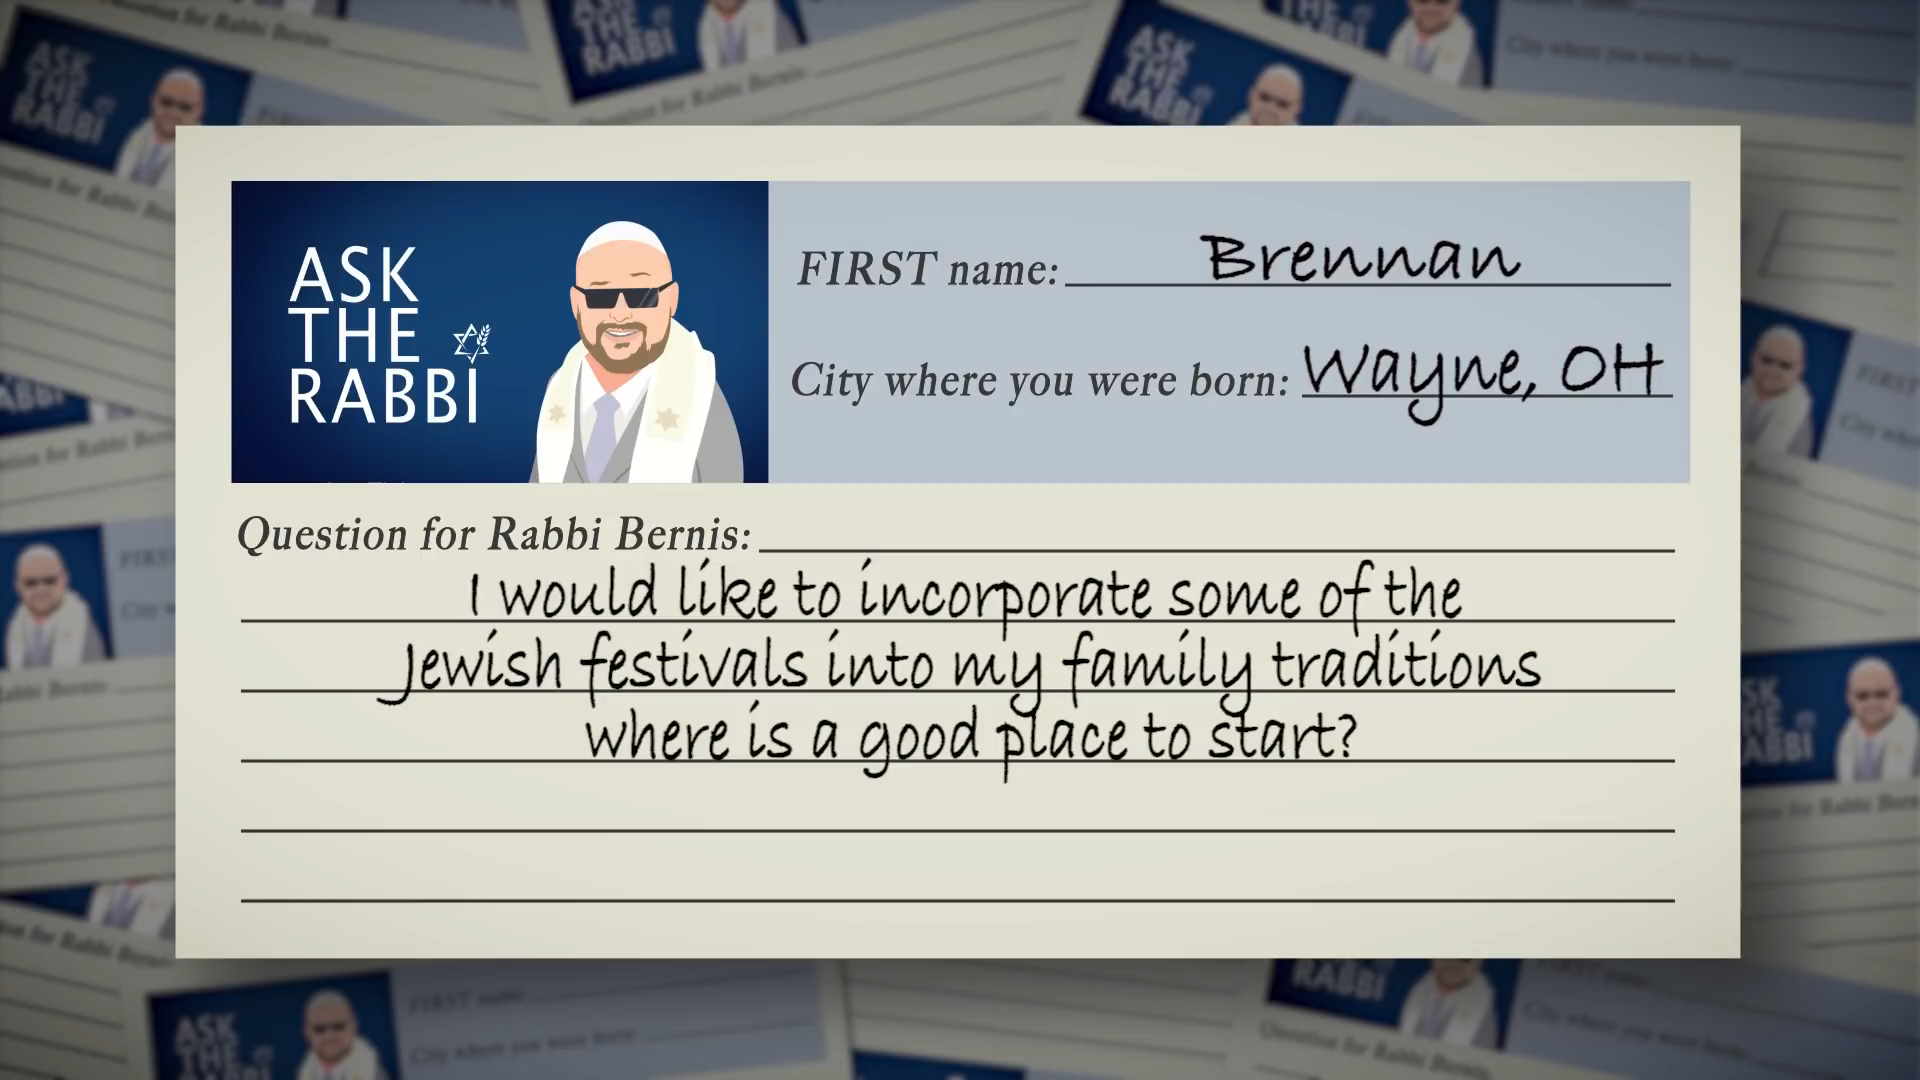 ASK
THE
RABBI
FIRST name: Brennan
City where you were born: Wayne, OH
Question for Rabbi Bernis:
I would like to incorporate some of the
Jewish festivals into my family traditions
where is a good place to start?